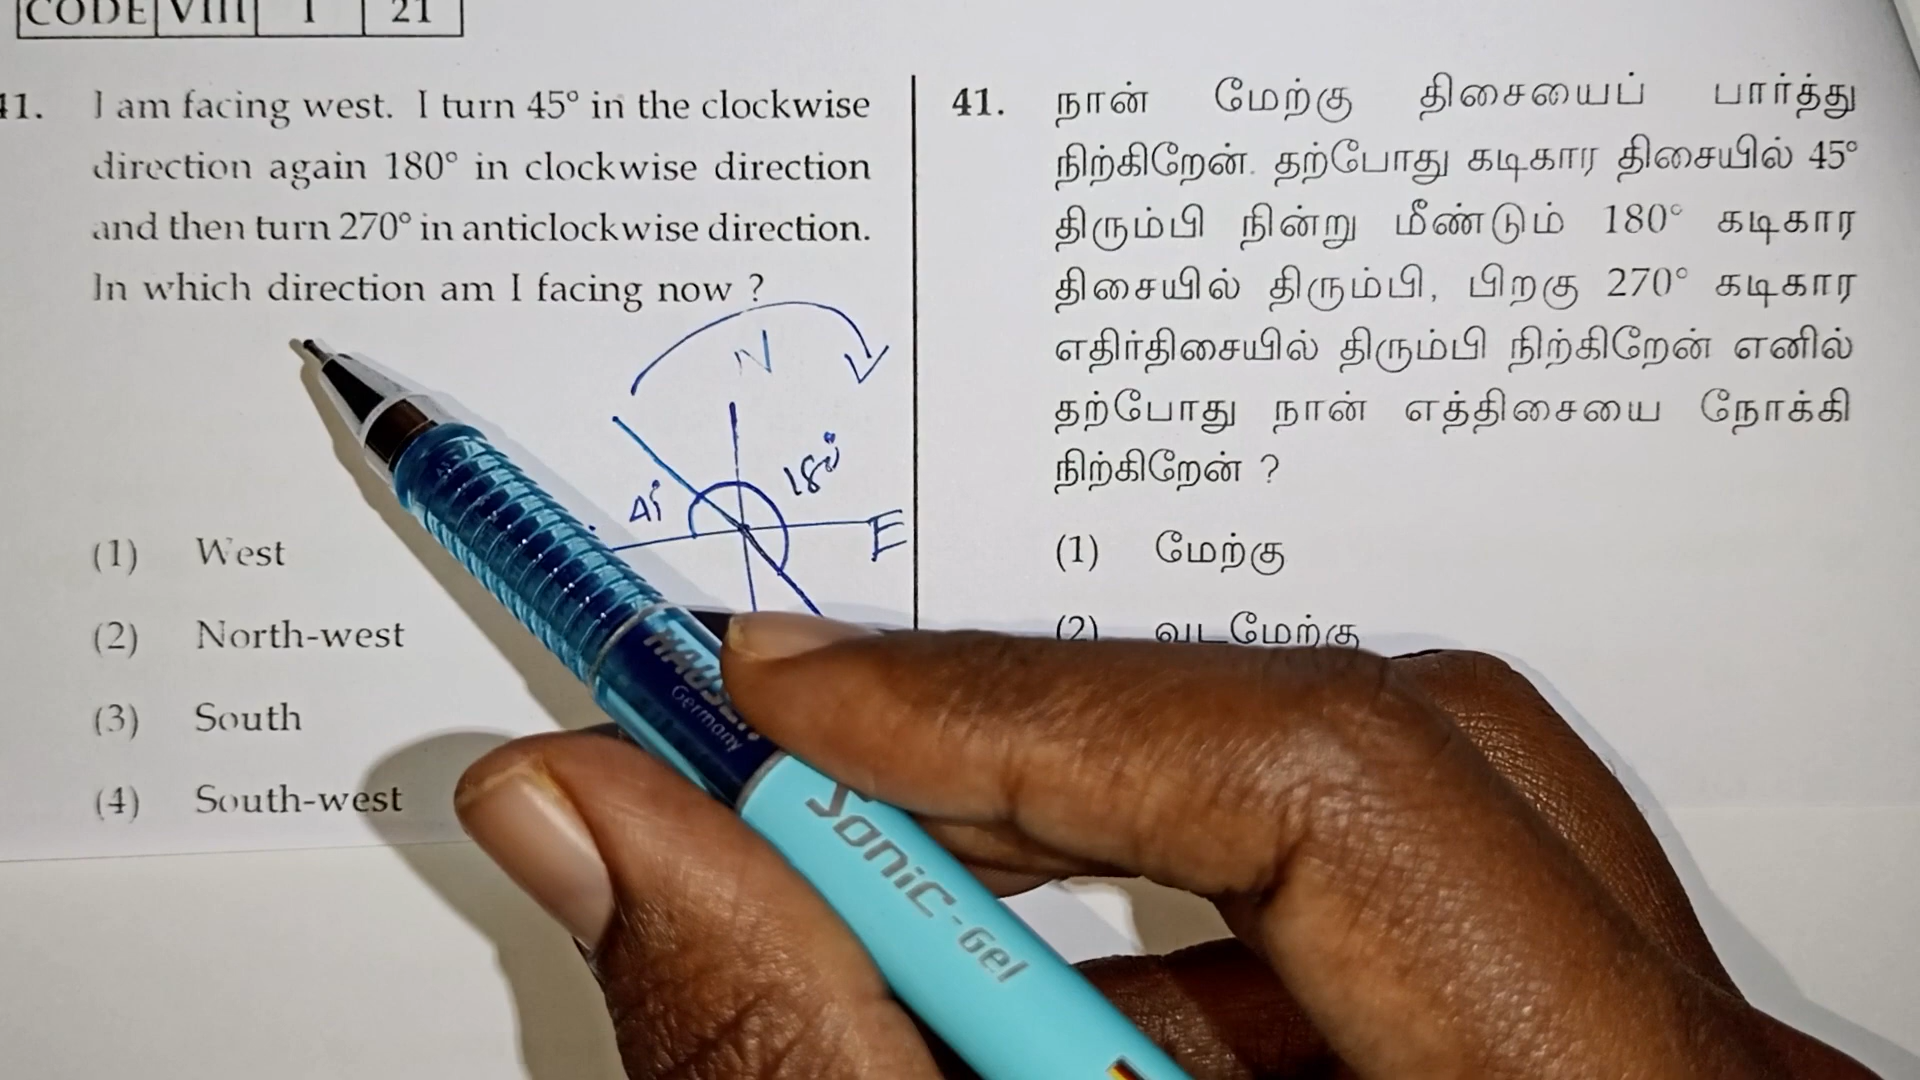 CODE VIII I 21
41. I am facing west. I turn 45° in the clockwise
direction again 180° in clockwise direction
and then turn 270° in anticlockwise direction.
In which direction am I facing now ?
N
180°
45°
E
(1) West
(2) North-west
(3) South
(4) South-west
41. நான் மேற்கு திசையைப் பார்த்து
நிற்கிறேன். தற்போது கடிகார திசையில் 45°
திரும்பி நின்று மீண்டும் 180° கடிகார
திசையில் திரும்பி, பிறகு 270° கடிகார
எதிர்திசையில் திரும்பி நிற்கிறேன் எனில்
தற்போது நான் எத்திசையை நோக்கி
நிற்கிறேன் ?
(1) மேற்கு
(2) வடமேற்கு
HAUSER
Germany
Sonic-Gel